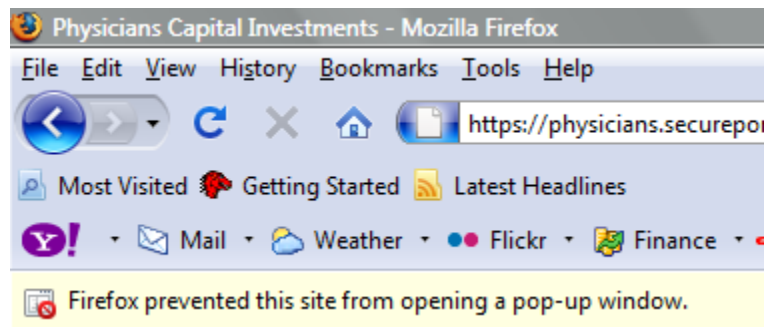 Physicians Capital Investments - Mozilla Firefox
File Edit View History Bookmarks Tools Help
https://physicians.securepor
Most Visited Getting Started Latest Headlines
Y! Mail Weather Flickr Finance
Firefox prevented this site from opening a pop-up window.